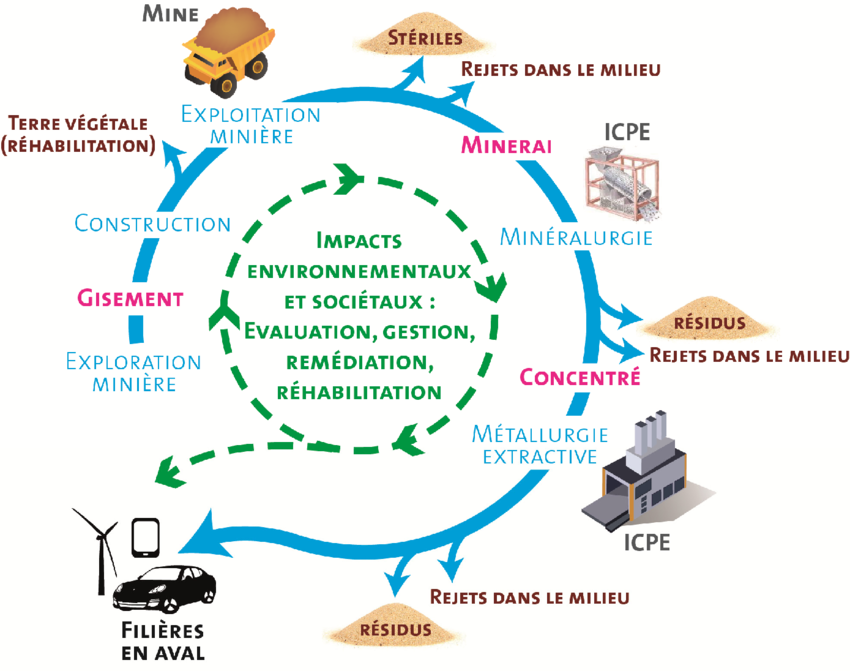 MINE
STÉRILES
REJETS DANS LE MILIEU
EXPLOITATION
MINIÈRE
TERRE VÉGÉTALE
(RÉHABILITATION)
MINERAI
ICPE
CONSTRUCTION
MINÉRALURGIE
IMPACTS
ENVIRONNEMENTAUX
ET SOCIÉTAUX :
EVALUATION, GESTION,
REMÉDIATION,
RÉHABILITATION
GISEMENT
EXPLORATION
MINIÈRE
RÉSIDUS
REJETS DANS LE MILIEU
CONCENTRÉ
MÉTALLURGIE
EXTRACTIVE
ICPE
REJETS DANS LE MILIEU
RÉSIDUS
FILIÈRES
EN AVAL